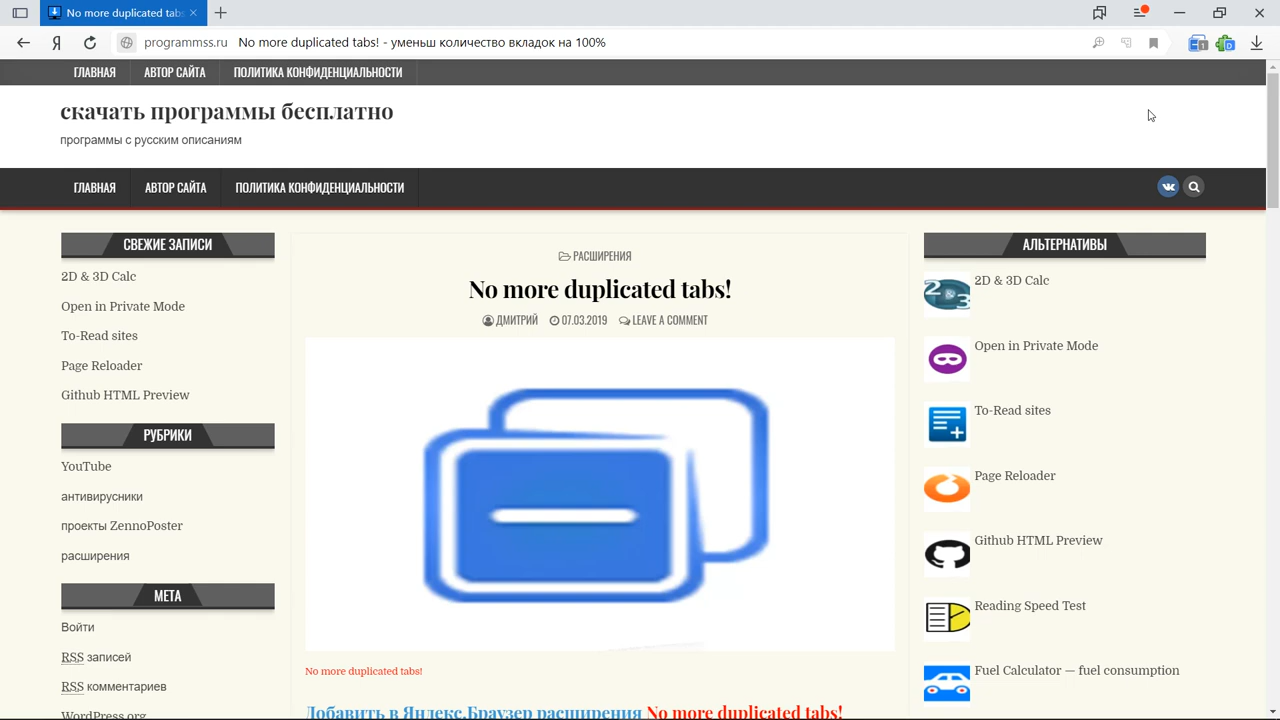 No more duplicated tabs
programmss.ru No more duplicated tabs! - уменьш количество вкладок на 100%
ГЛАВНАЯ АВТОР САЙТА ПОЛИТИКА КОНФИДЕНЦИАЛЬНОСТИ
скачать программы бесплатно
программы с русским описаниям
ГЛАВНАЯ АВТОР САЙТА ПОЛИТИКА КОНФИДЕНЦИАЛЬНОСТИ
СВЕЖИЕ ЗАПИСИ
2D & 3D Calc
Open in Private Mode
To-Read sites
Page Reloader
Github HTML Preview
РУБРИКИ
YouTube
антивирусники
проекты ZennoPoster
расширения
МЕТА
Войти
RSS записей
RSS комментариев
WordPress.org
РАСШИРЕНИЯ
No more duplicated tabs!
ДМИТРИЙ 07.03.2019 LEAVE A COMMENT
No more duplicated tabs!
Добавить в Яндекс.Браузер расширения No more duplicated tabs!
АЛЬТЕРНАТИВЫ
2D & 3D Calc
Open in Private Mode
To-Read sites
Page Reloader
Github HTML Preview
Reading Speed Test
Fuel Calculator — fuel consumption